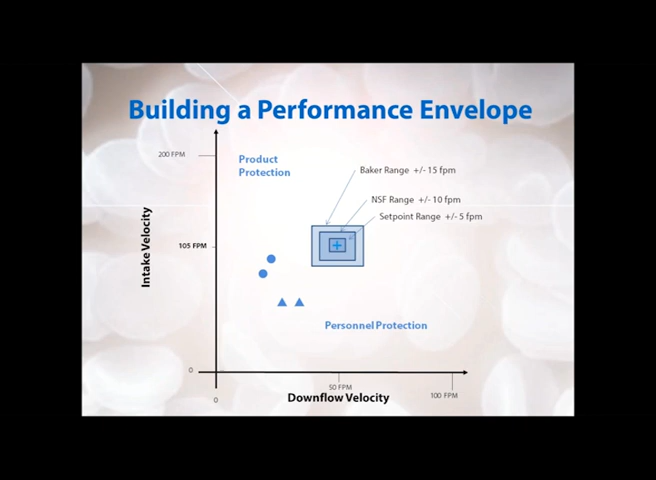 Building a Performance Envelope
200 FPM
Product
Protection
Baker Range +/- 15 fpm
NSF Range +/- 10 fpm
Setpoint Range +/- 5 fpm
Intake Velocity
105 FPM
Personnel Protection
0
50 FPM
100 FPM
Downflow Velocity
0